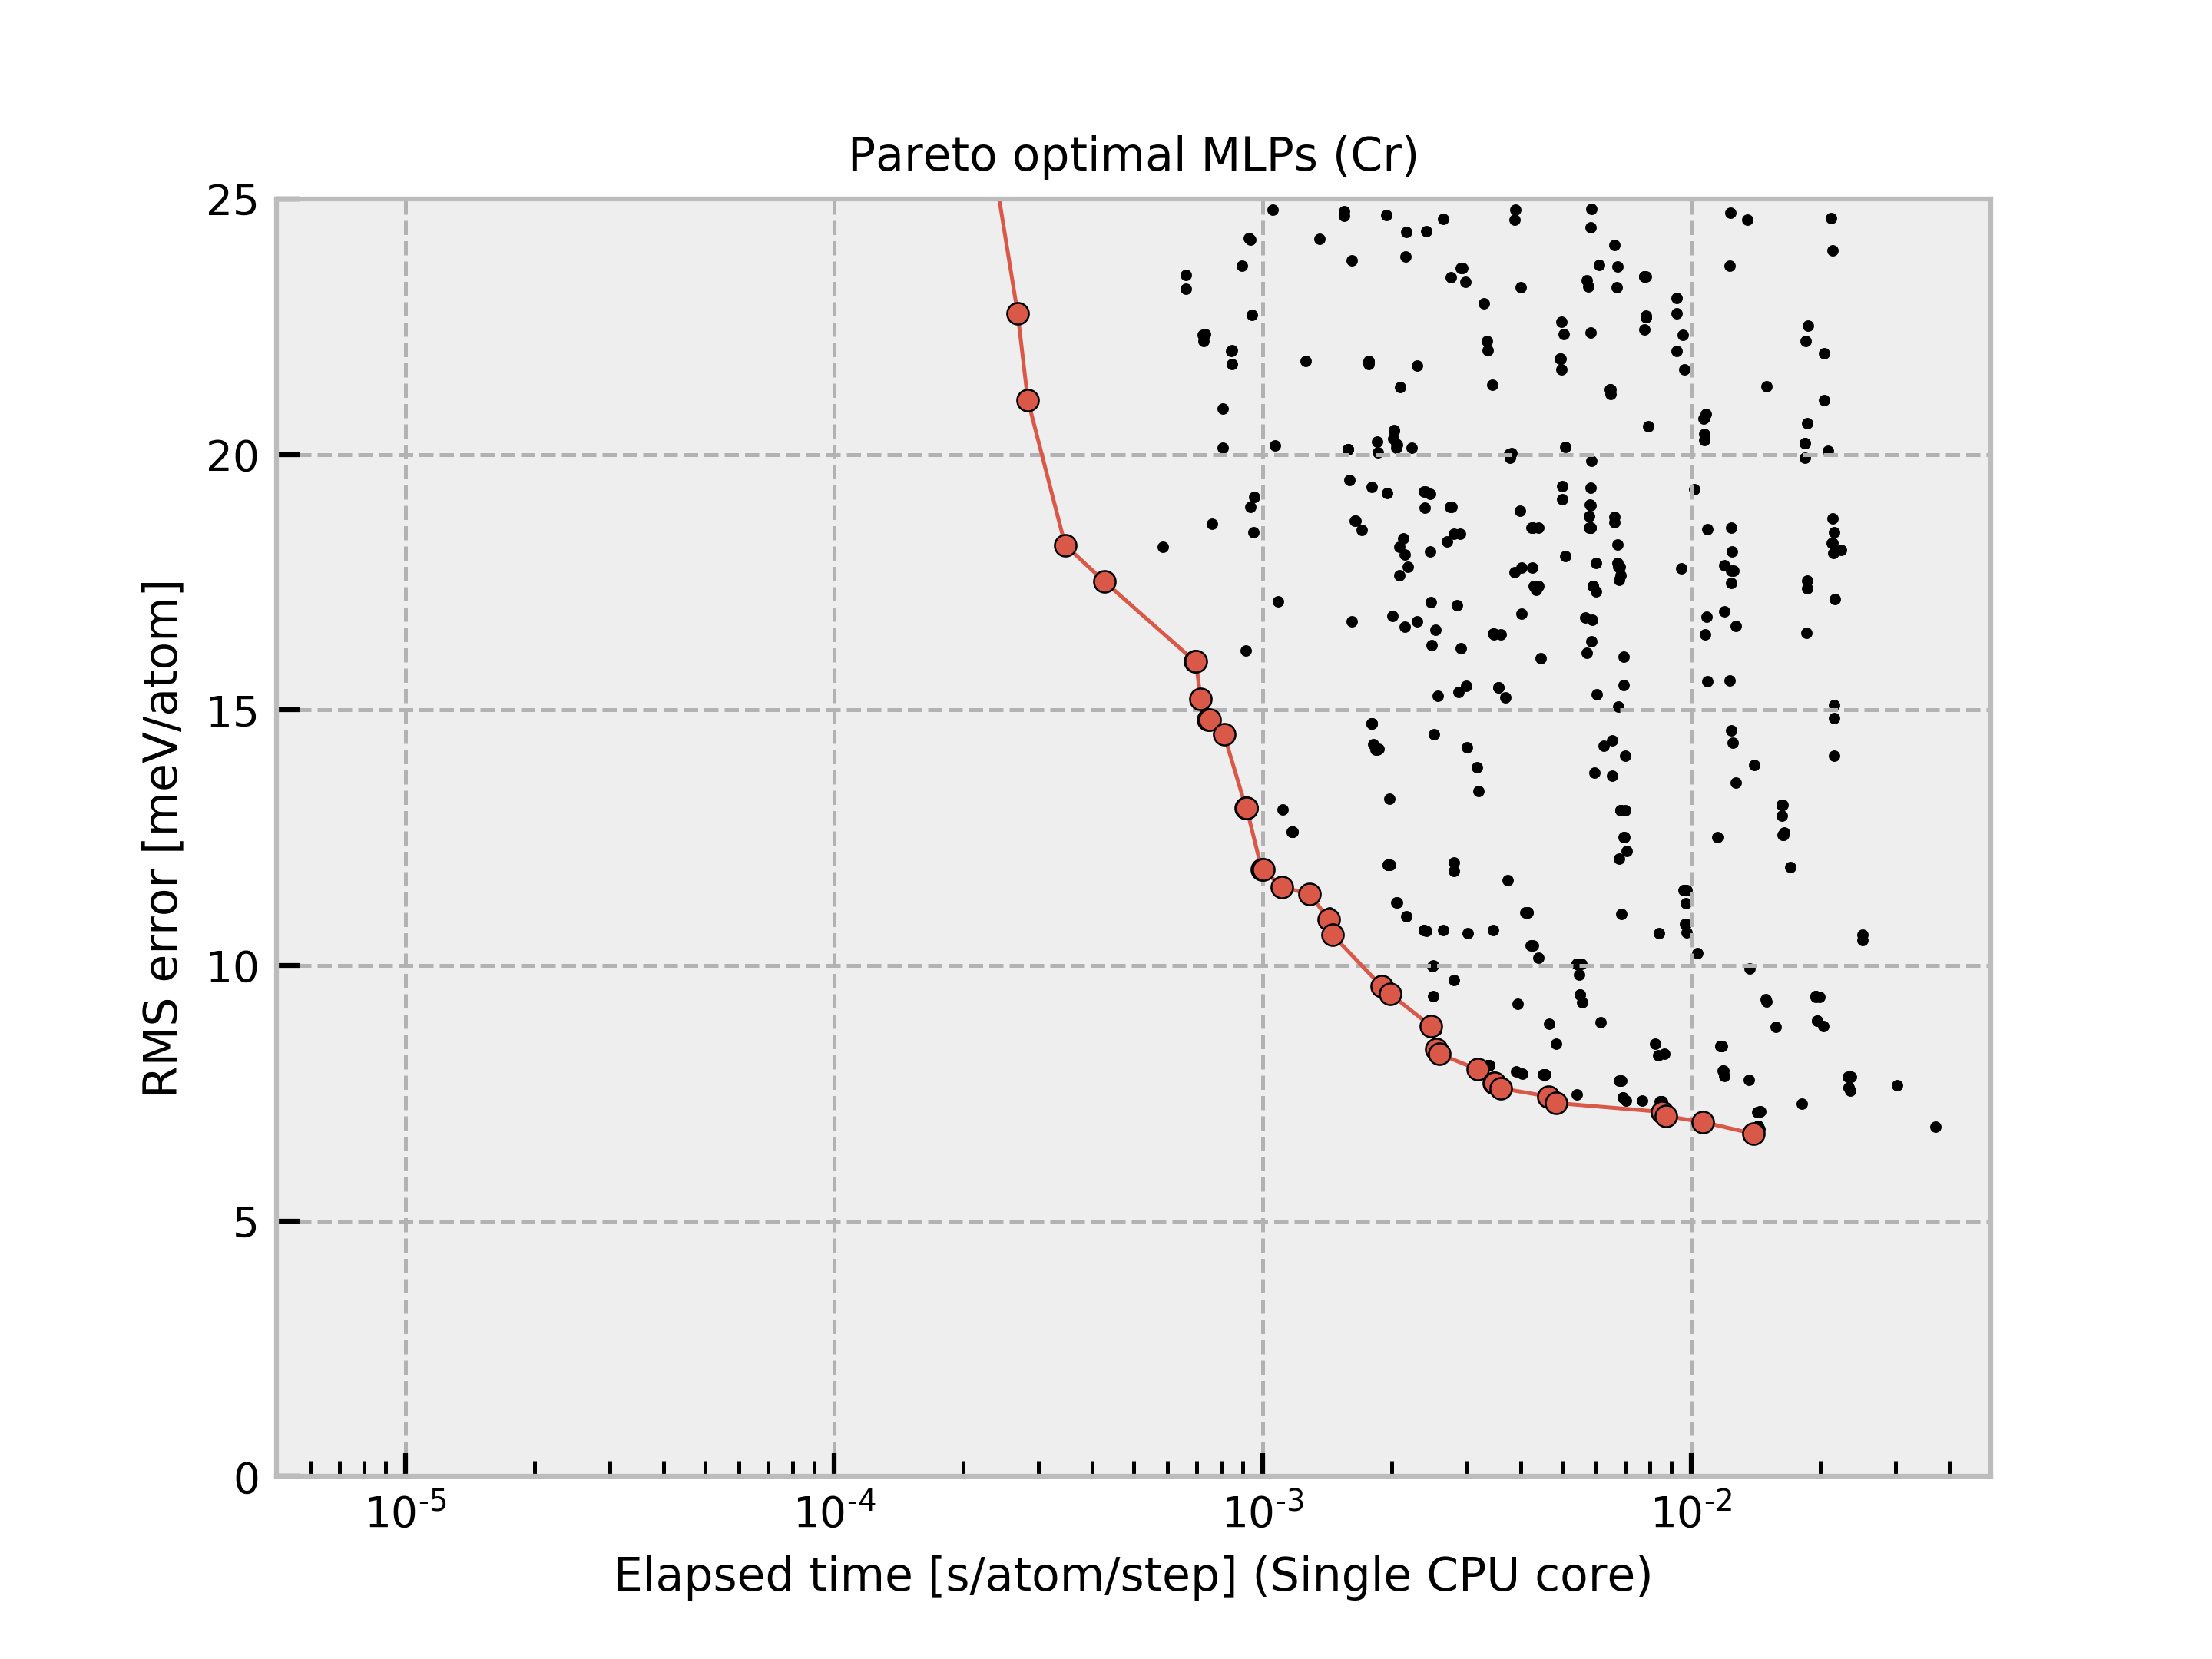 Pareto optimal MLPs (Cr)
25
20
15
10
5
0
RMS error [meV/atom]
10-5 10-4 10-3 10-2
Elapsed time [s/atom/step] (Single CPU core)